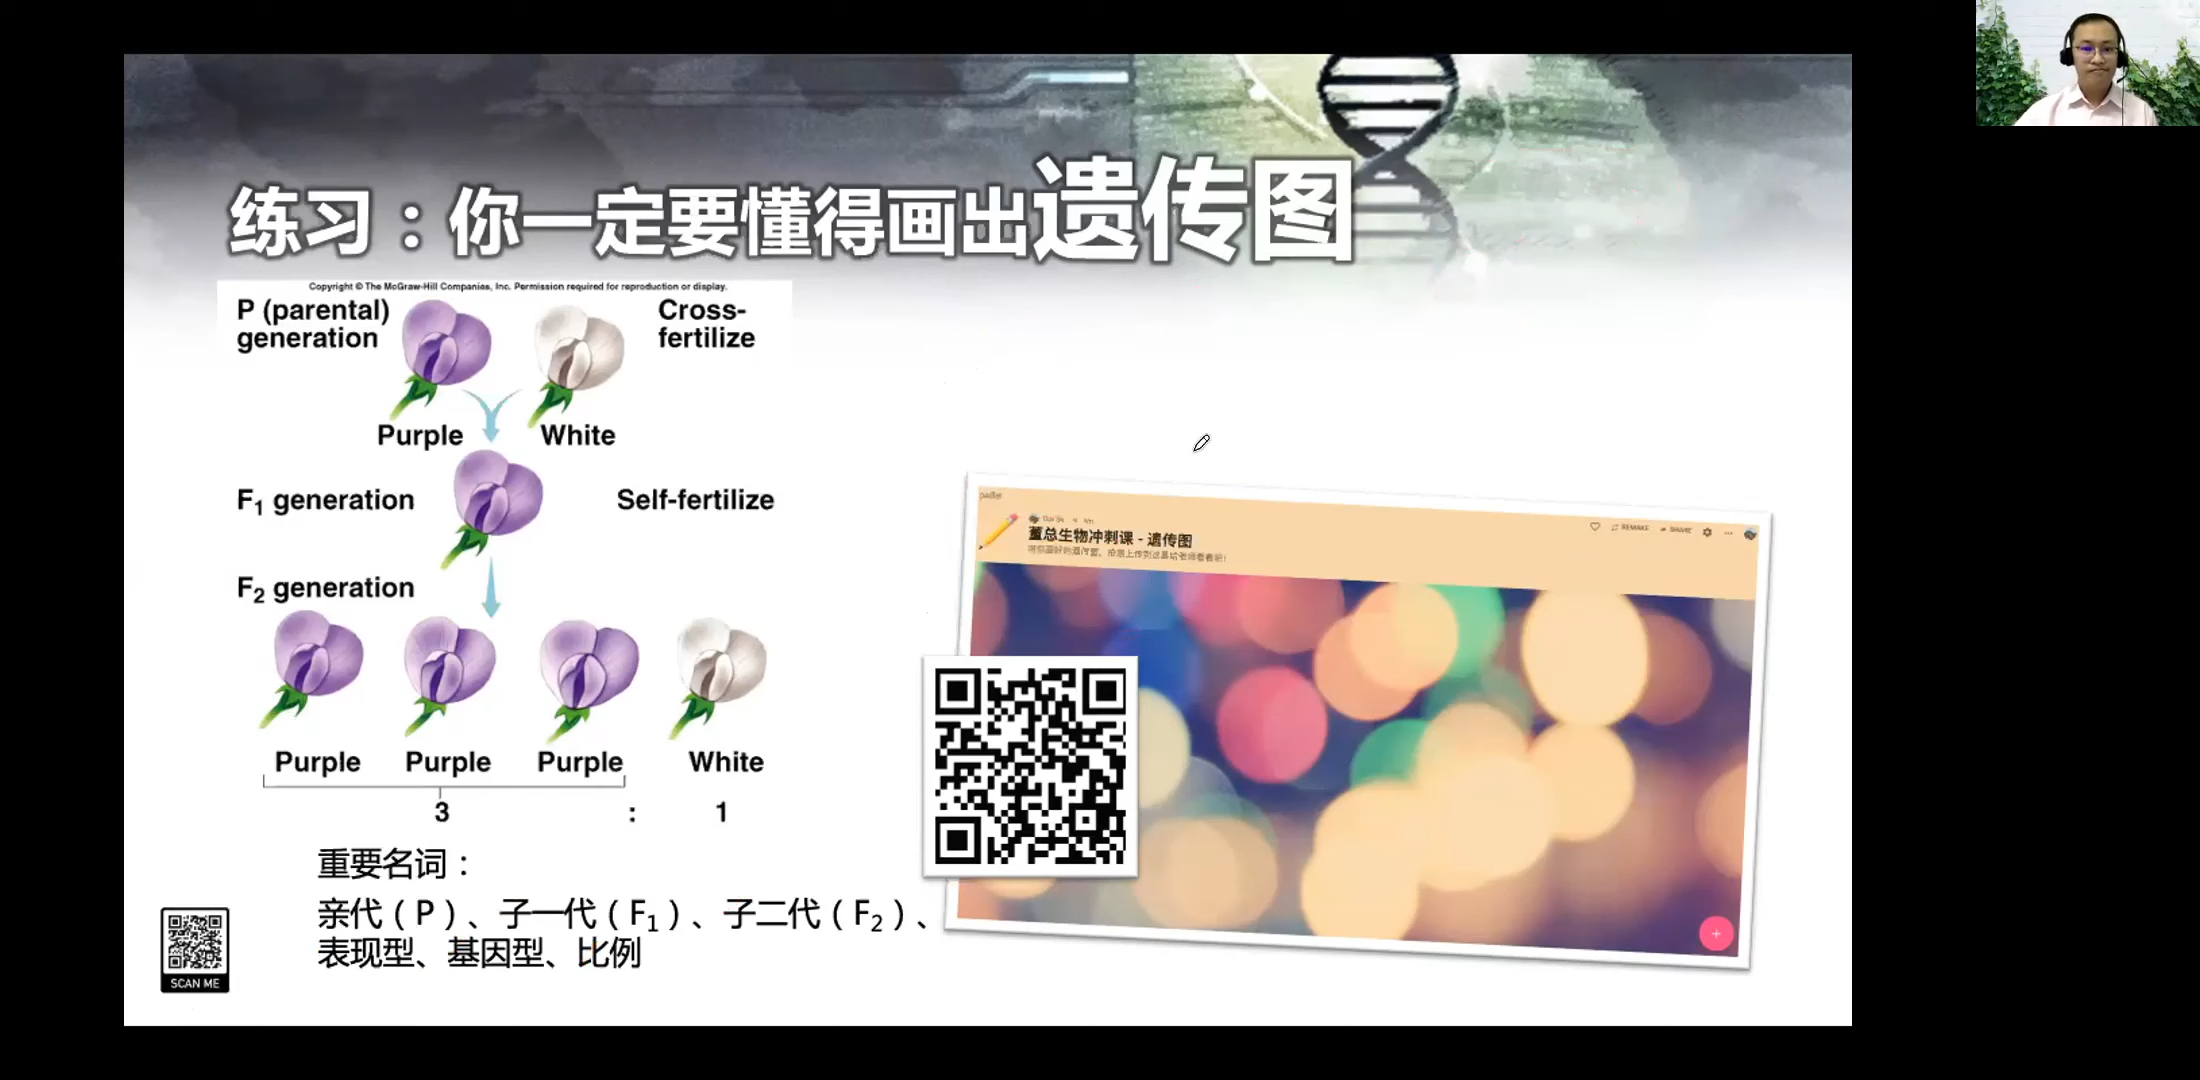 练习：你一定要懂得画出遗传图
Copyright © The McGraw-Hill Companies, Inc. Permission required for reproduction or display.
P (parental)
generation
Cross-
fertilize
Purple
White
F₁ generation
Self-fertilize
F₂ generation
Purple
Purple
Purple
White
3 : 1
重要名词：
亲代（P）、子一代（F₁）、子二代（F₂）、
表现型、基因型、比例
SCAN ME
padlet
董总生物冲刺课 - 遗传图
REMAKE
SHARE